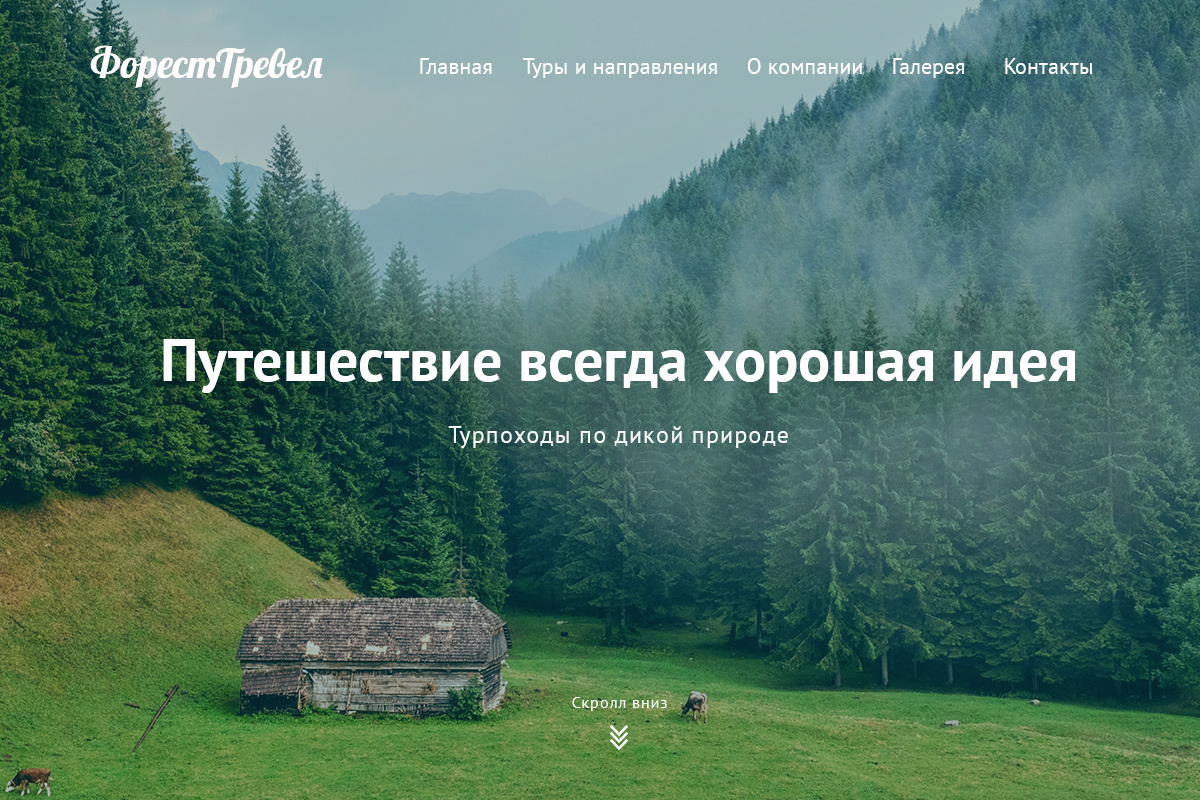 ФорестТревел Главная Туры и направления О компании Галерея Контакты
Путешествие всегда хорошая идея
Турпоходы по дикой природе
Скролл вниз